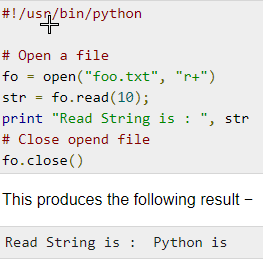 #!/usr/bin/python
# Open a file
fo = open("foo.txt", "r+")
str = fo.read(10);
print "Read String is : ", str
# Close opend file
fo.close()
This produces the following result −
Read String is :  Python is